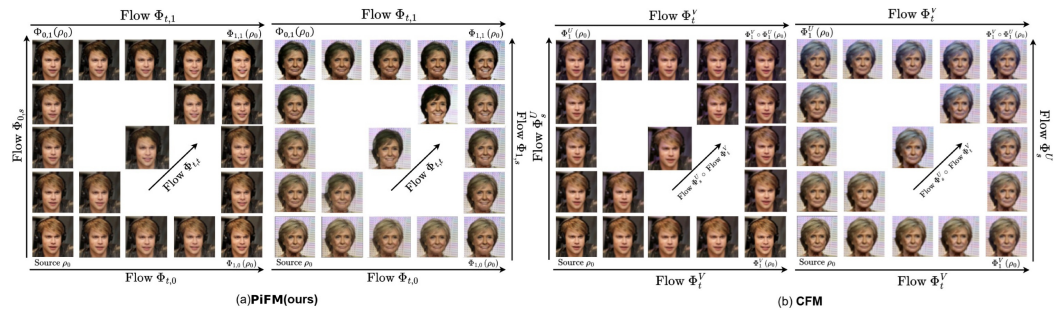 Flow Φ_{t,1}
Φ_{0,1}(ρ_0)
Φ_{1,1}(ρ_0)
Flow Φ_{0,s}
Flow Φ_{t,t}
Source ρ_0
Flow Φ_{t,0}
Flow Φ_{t,1}
Φ_{0,1}(ρ_0)
Φ_{1,1}(ρ_0)
Flow Φ_{1,s}
Flow Φ_{t,t}
Φ_{1,0}(ρ_0)
Source ρ_0
Φ_{1,0}(ρ_0)
Flow Φ_{t,0}
(a)PiFM(ours)
Flow Φ_t^V
Φ_1^U(ρ_0)
Φ_1^V ∘ Φ_1^U(ρ_0)
Flow Φ_s^U
Flow Φ_s^U ∘ Flow Φ_t^V
Source ρ_0
Φ_1^V(ρ_0)
Flow Φ_t^V
Flow Φ_t^V
Φ_1^U(ρ_0)
Φ_1^V ∘ Φ_1^U(ρ_0)
Flow Φ_s^U
Flow Φ_s^U ∘ Flow Φ_t^V
Source ρ_0
Φ_1^V(ρ_0)
Flow Φ_t^V
(b) CFM